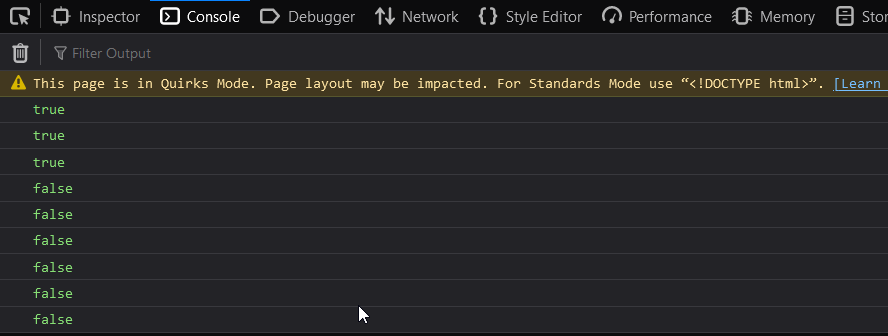 Inspector Console Debugger Network Style Editor Performance Memory Stor
Filter Output
This page is in Quirks Mode. Page layout may be impacted. For Standards Mode use “<!DOCTYPE html>”. [Learn
true
true
true
false
false
false
false
false
false